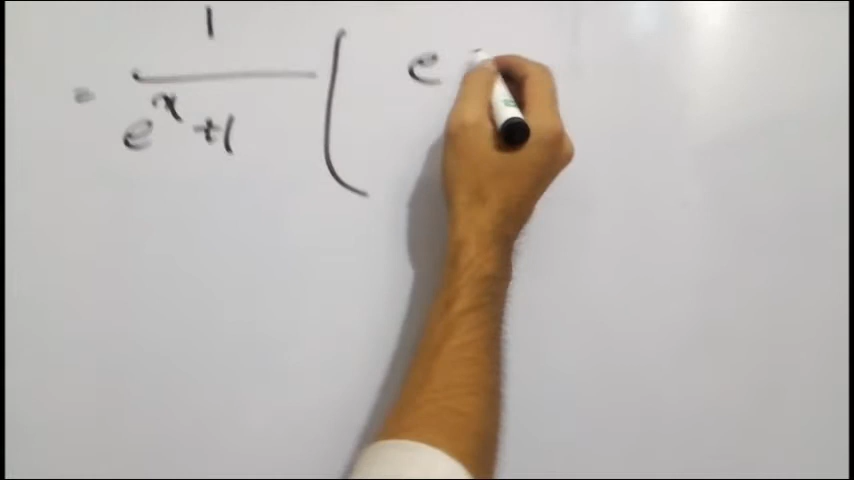 = 1/(e^x +1) ( e